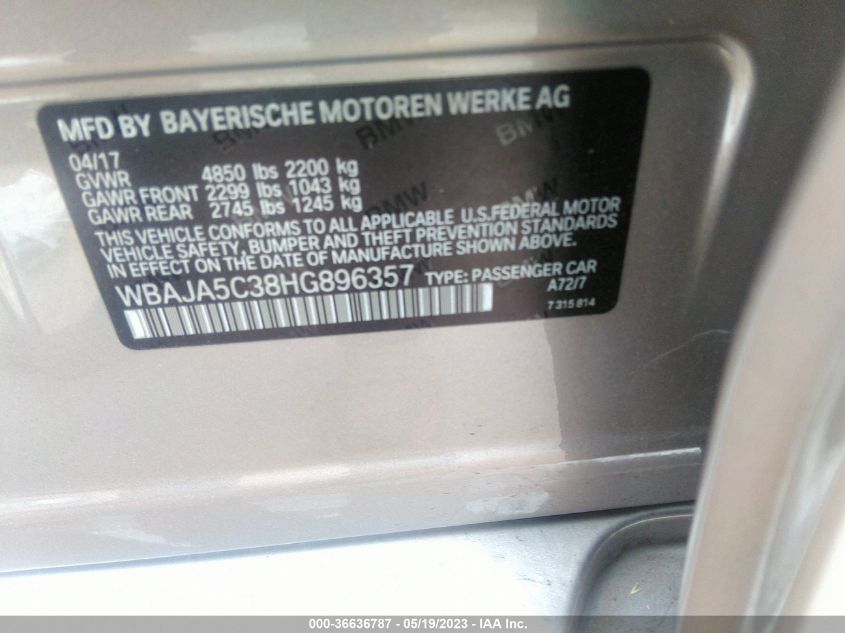 MFD BY BAYERISCHE MOTOREN WERKE AG
04/17
GVWR 4850 lbs 2200 kg
GAWR FRONT 2299 lbs 1043 kg
GAWR REAR 2745 lbs 1245 kg
THIS VEHICLE CONFORMS TO ALL APPLICABLE U.S.FEDERAL MOTOR
VEHICLE SAFETY, BUMPER AND THEFT PREVENTION STANDARDS
IN EFFECT ON THE DATE OF MANUFACTURE SHOWN ABOVE.
WBAJA5C38HG896357 TYPE: PASSENGER CAR
A72/7
7 315 814
BMW
BMW
BMW
000-36636787 - 05/19/2023 - IAA Inc.